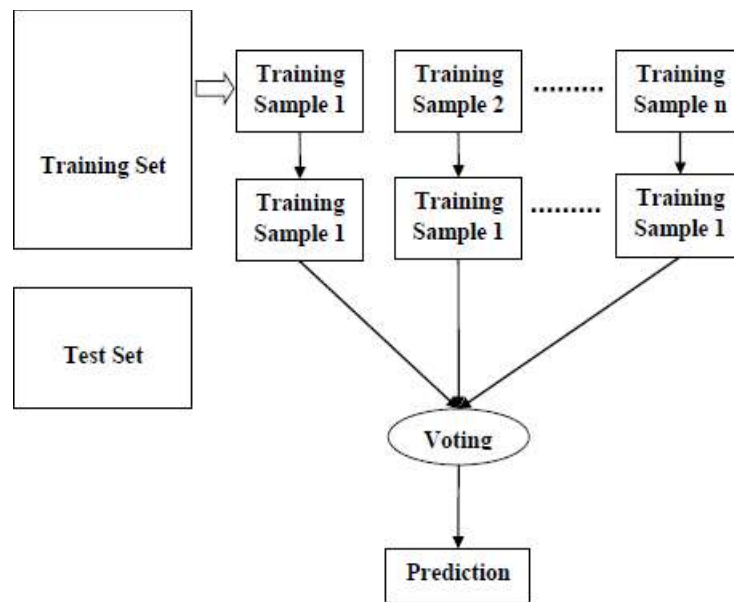 Training
Sample 1
Training
Sample 2
.........
Training
Sample n
Training Set
Training
Sample 1
Training
Sample 1
.........
Training
Sample 1
Test Set
Voting
Prediction